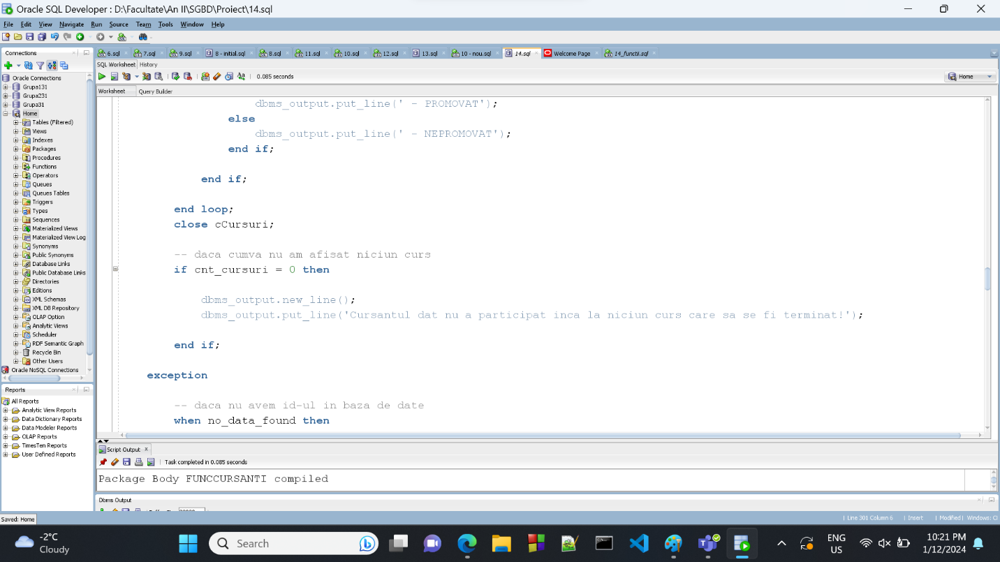 Oracle SQL Developer : D:\Facultate\An II\SGBD\Proiect\14.sql
File Edit View Navigate Run Source Team Tools Window Help
Connections
6.sql 7.sql 9.sql 8 - initial.sql 8.sql 11.sql 10.sql 12.sql 13.sql 10 - nou.sql 14.sql Welcome Page 14_functii.sql
SQL Worksheet History
0.085 seconds
Home
Worksheet Query Builder
Oracle Connections
Grupa131
Grupa231
Grupa31
Home
Tables (Filtered)
Views
Indexes
Packages
Procedures
Functions
Operators
Queues
Queues Tables
Triggers
Types
Sequences
Materialized Views
Materialized View Log
Synonyms
Public Synonyms
Database Links
Public Database Links
Directories
Editions
XML Schemas
XML DB Repository
OLAP Option
Analytic Views
Scheduler
RDF Semantic Graph
Recycle Bin
Other Users
Oracle NoSQL Connections
dbms_output.put_line(' - PROMOVAT');
else
dbms_output.put_line(' - NEPROMOVAT');
end if;
end if;
end loop;
close cCursuri;
-- daca cumva nu am afisat niciun curs
if cnt_cursuri = 0 then
dbms_output.new_line();
dbms_output.put_line('Cursantul dat nu a participat inca la niciun curs care sa se fi terminat!');
end if;
exception
-- daca nu avem id-ul in baza de date
when no_data_found then
Reports
All Reports
Analytic View Reports
Data Dictionary Reports
Data Modeler Reports
OLAP Reports
TimesTen Reports
User Defined Reports
Script Output
Task completed in 0.085 seconds
Package Body FUNCCURSANTI compiled
Dbms Output
Saved: Home
Line 301 Column 6 Insert Modified Windows: C
-2°C
Cloudy
Search
ENG
US
10:21 PM
1/12/2024